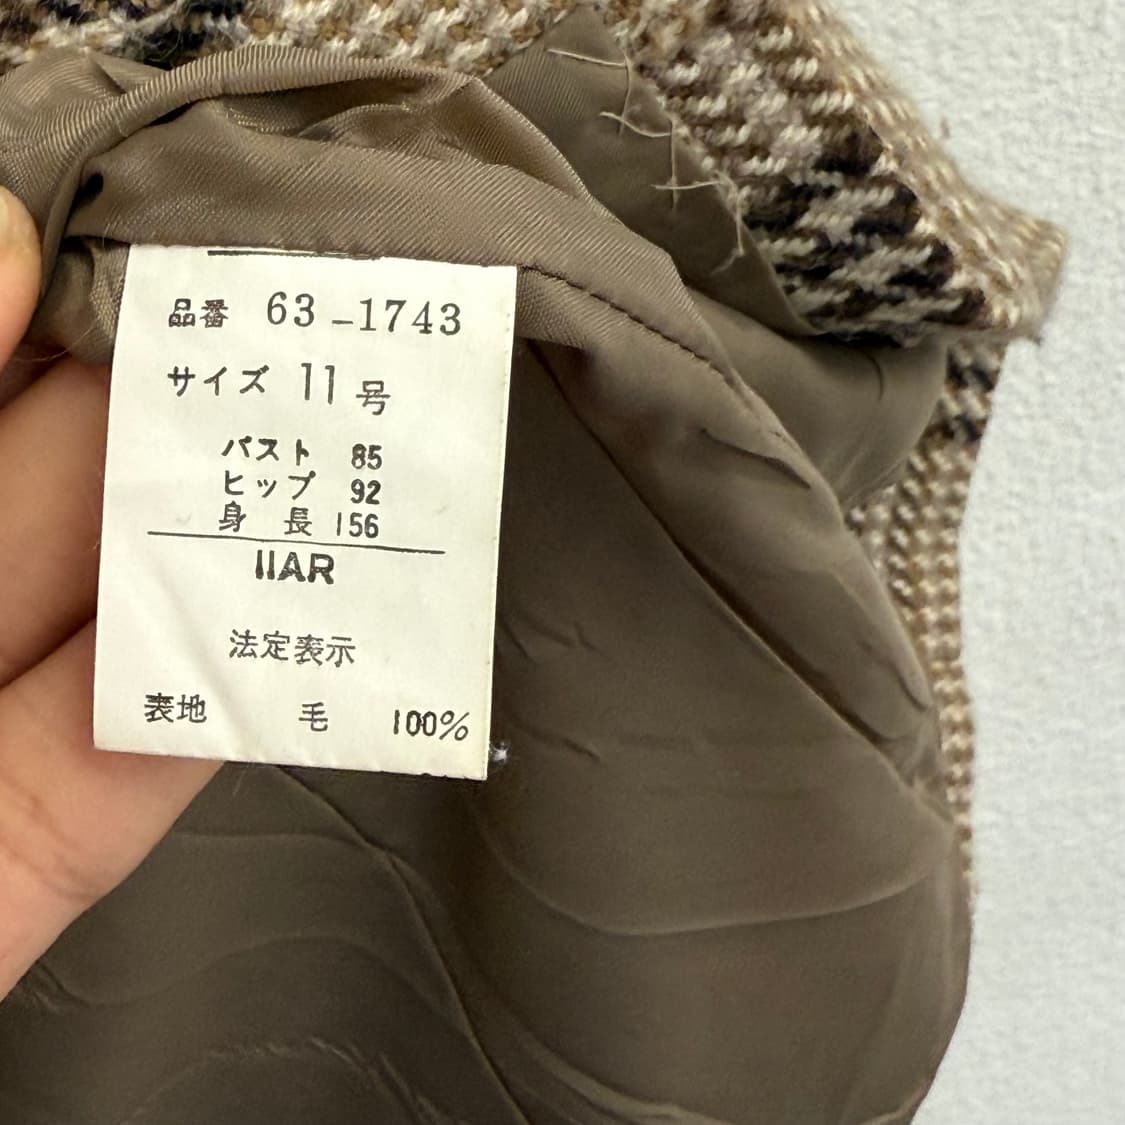 品番 63-1743
サイズ 11号
バスト 85
ヒップ 92
身長 156
11AR
法定表示
表地 毛 100%